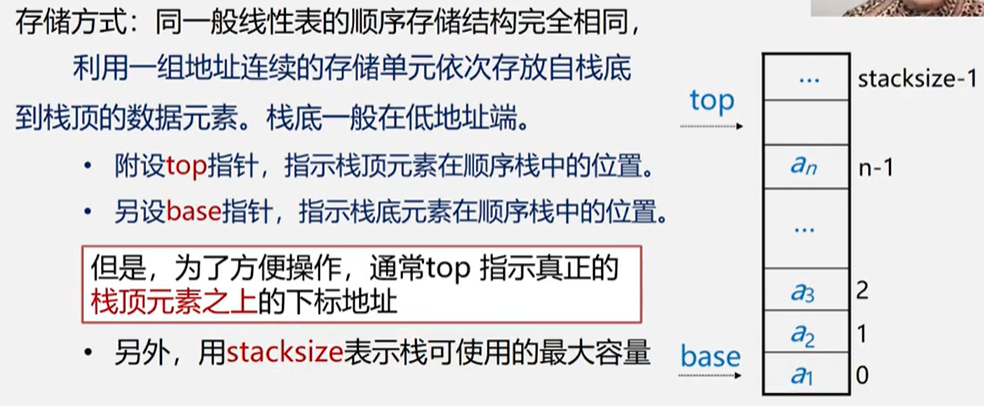 存储方式：同一般线性表的顺序存储结构完全相同，
利用一组地址连续的存储单元依次存放自栈底
到栈顶的数据元素。栈底一般在低地址端。
• 附设top指针，指示栈顶元素在顺序栈中的位置。
• 另设base指针，指示栈底元素在顺序栈中的位置。
但是，为了方便操作，通常top 指示真正的
栈顶元素之上的下标地址
• 另外，用stacksize表示栈可使用的最大容量
... stacksize-1
top
an n-1
...
a3 2
a2 1
base a1 0